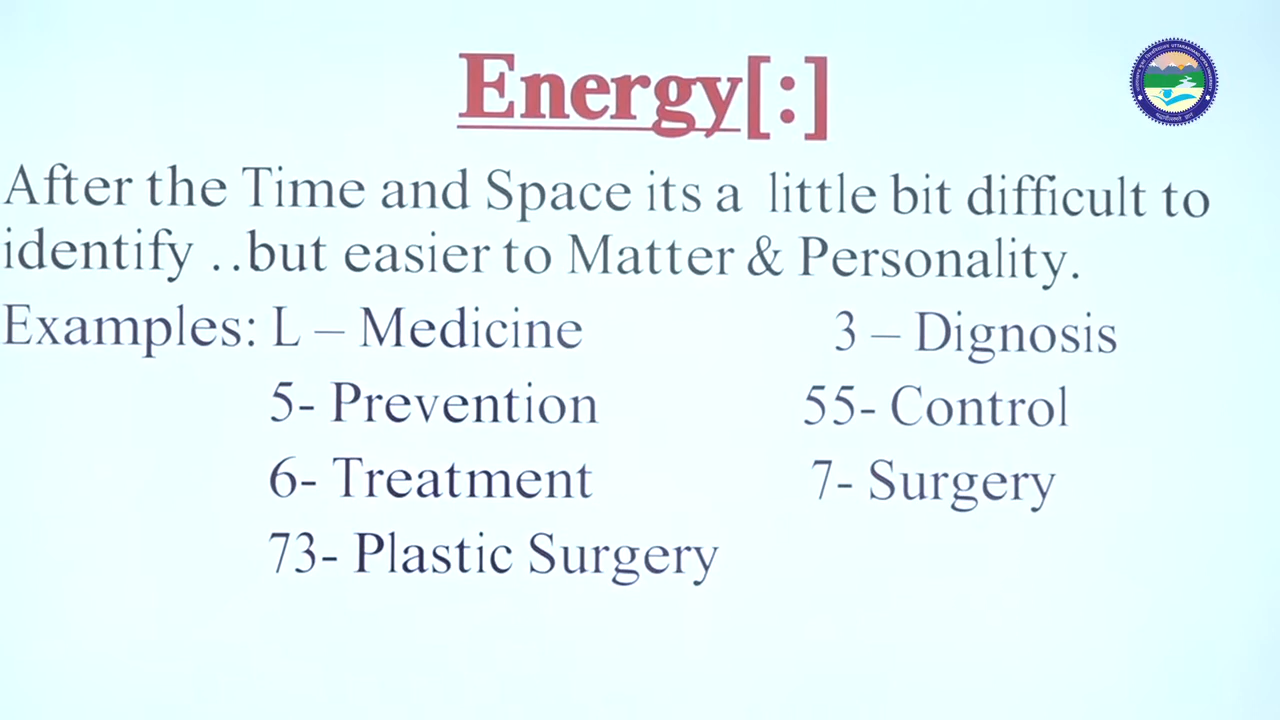 Energy[:]
After the Time and Space its a little bit difficult to
identify ..but easier to Matter & Personality.
Examples: L – Medicine 3 – Dignosis
5- Prevention 55- Control
6- Treatment 7- Surgery
73- Plastic Surgery